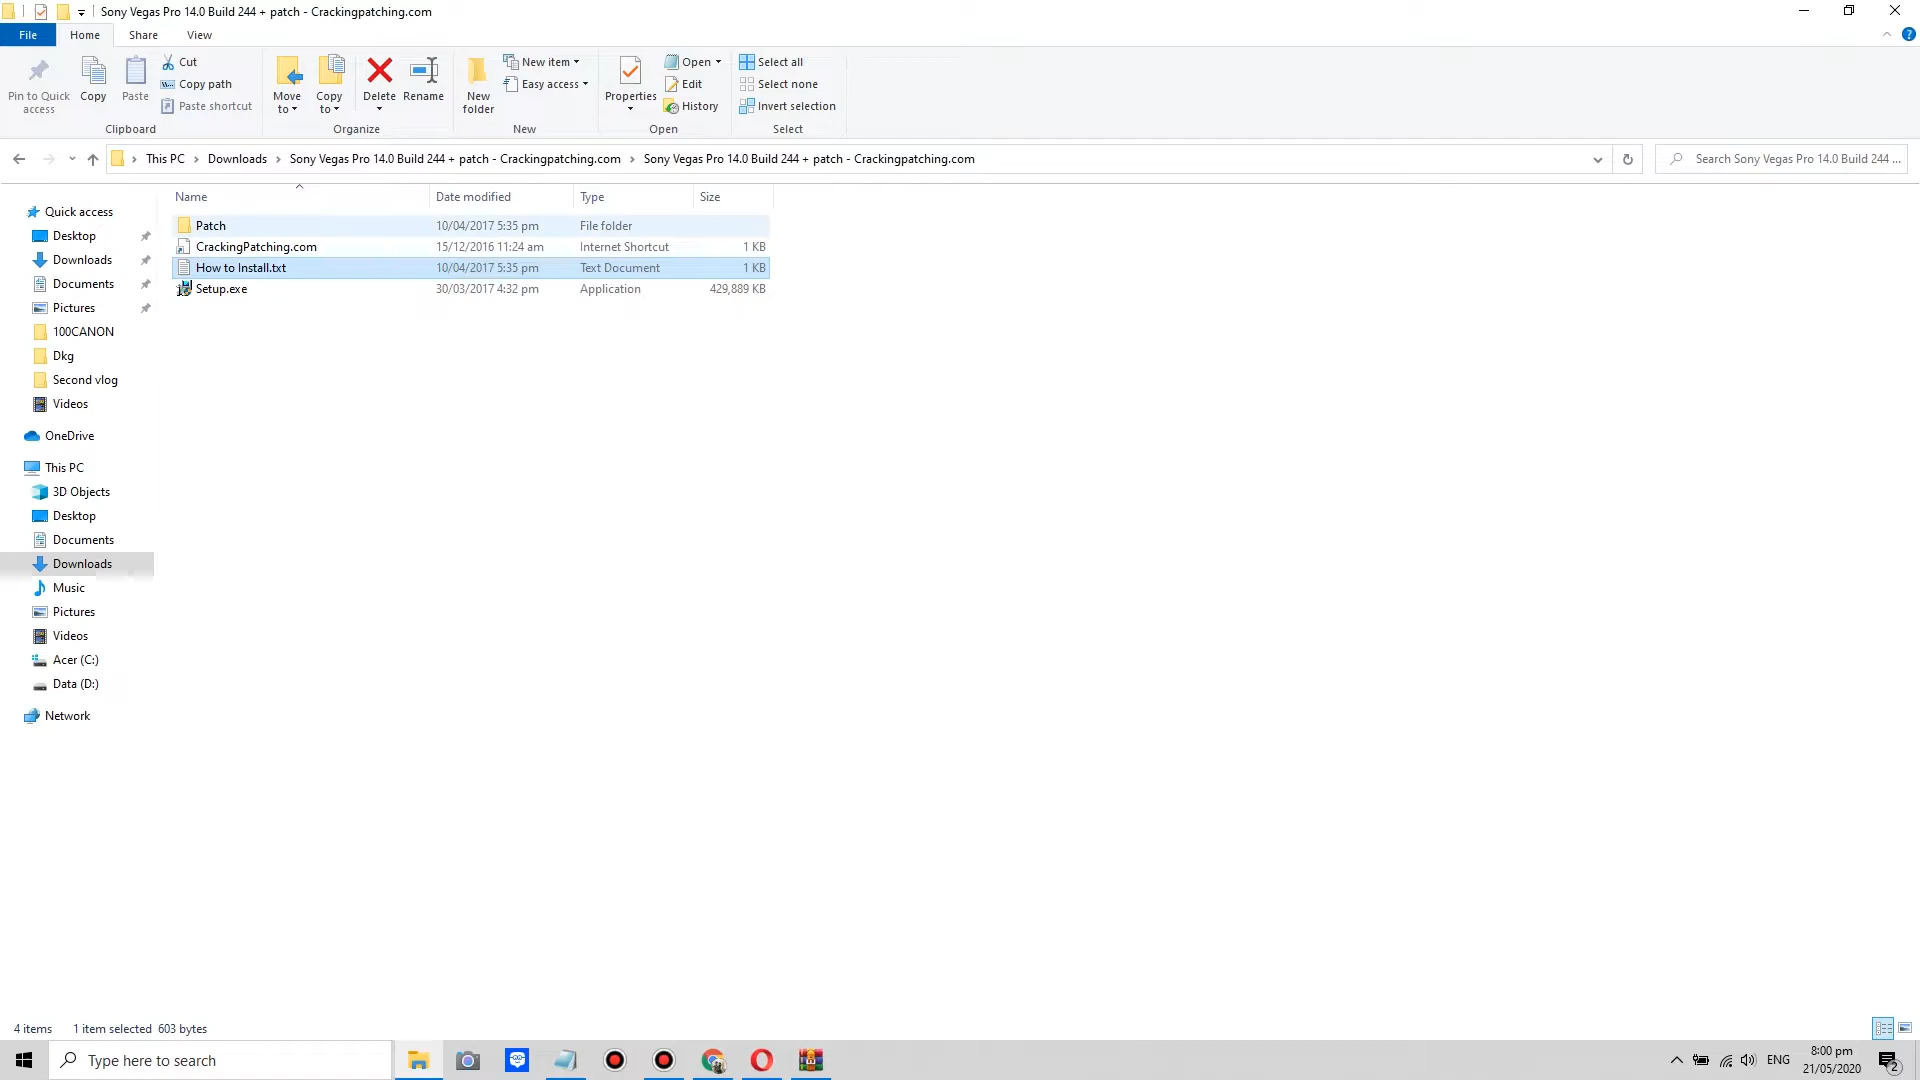 Sony Vegas Pro 14.0 Build 244 + patch - Crackingpatching.com
File Home Share View
Pin to Quick access
Copy
Paste
Cut
Copy path
Paste shortcut
Clipboard
Move to
Copy to
Delete
Rename
Organize
New folder
New item
Easy access
New
Properties
Open
Edit
History
Open
Select all
Select none
Invert selection
Select
This PC › Downloads › Sony Vegas Pro 14.0 Build 244 + patch - Crackingpatching.com › Sony Vegas Pro 14.0 Build 244 + patch - Crackingpatching.com
Search Sony Vegas Pro 14.0 Build 244 ...
Name Date modified Type Size
Patch 10/04/2017 5:35 pm File folder
CrackingPatching.com 15/12/2016 11:24 am Internet Shortcut 1 KB
How to Install.txt 10/04/2017 5:35 pm Text Document 1 KB
Setup.exe 30/03/2017 4:32 pm Application 429,889 KB
Quick access
Desktop
Downloads
Documents
Pictures
100CANON
Dkg
Second vlog
Videos
OneDrive
This PC
3D Objects
Desktop
Documents
Downloads
Music
Pictures
Videos
Acer (C:)
Data (D:)
Network
4 items 1 item selected 603 bytes
Type here to search
ENG
8:00 pm
21/05/2020
2